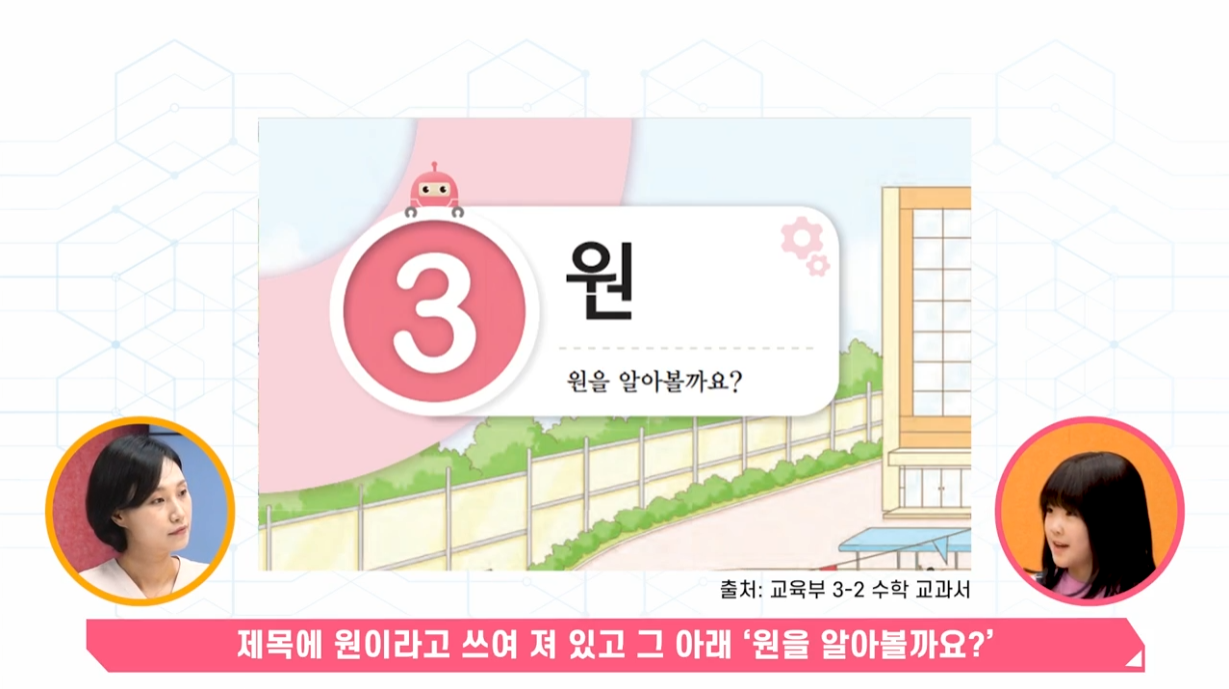 3
원
원을 알아볼까요?
출처: 교육부 3-2 수학 교과서
제목에 원이라고 쓰여 져 있고 그 아래 ‘원을 알아볼까요?’